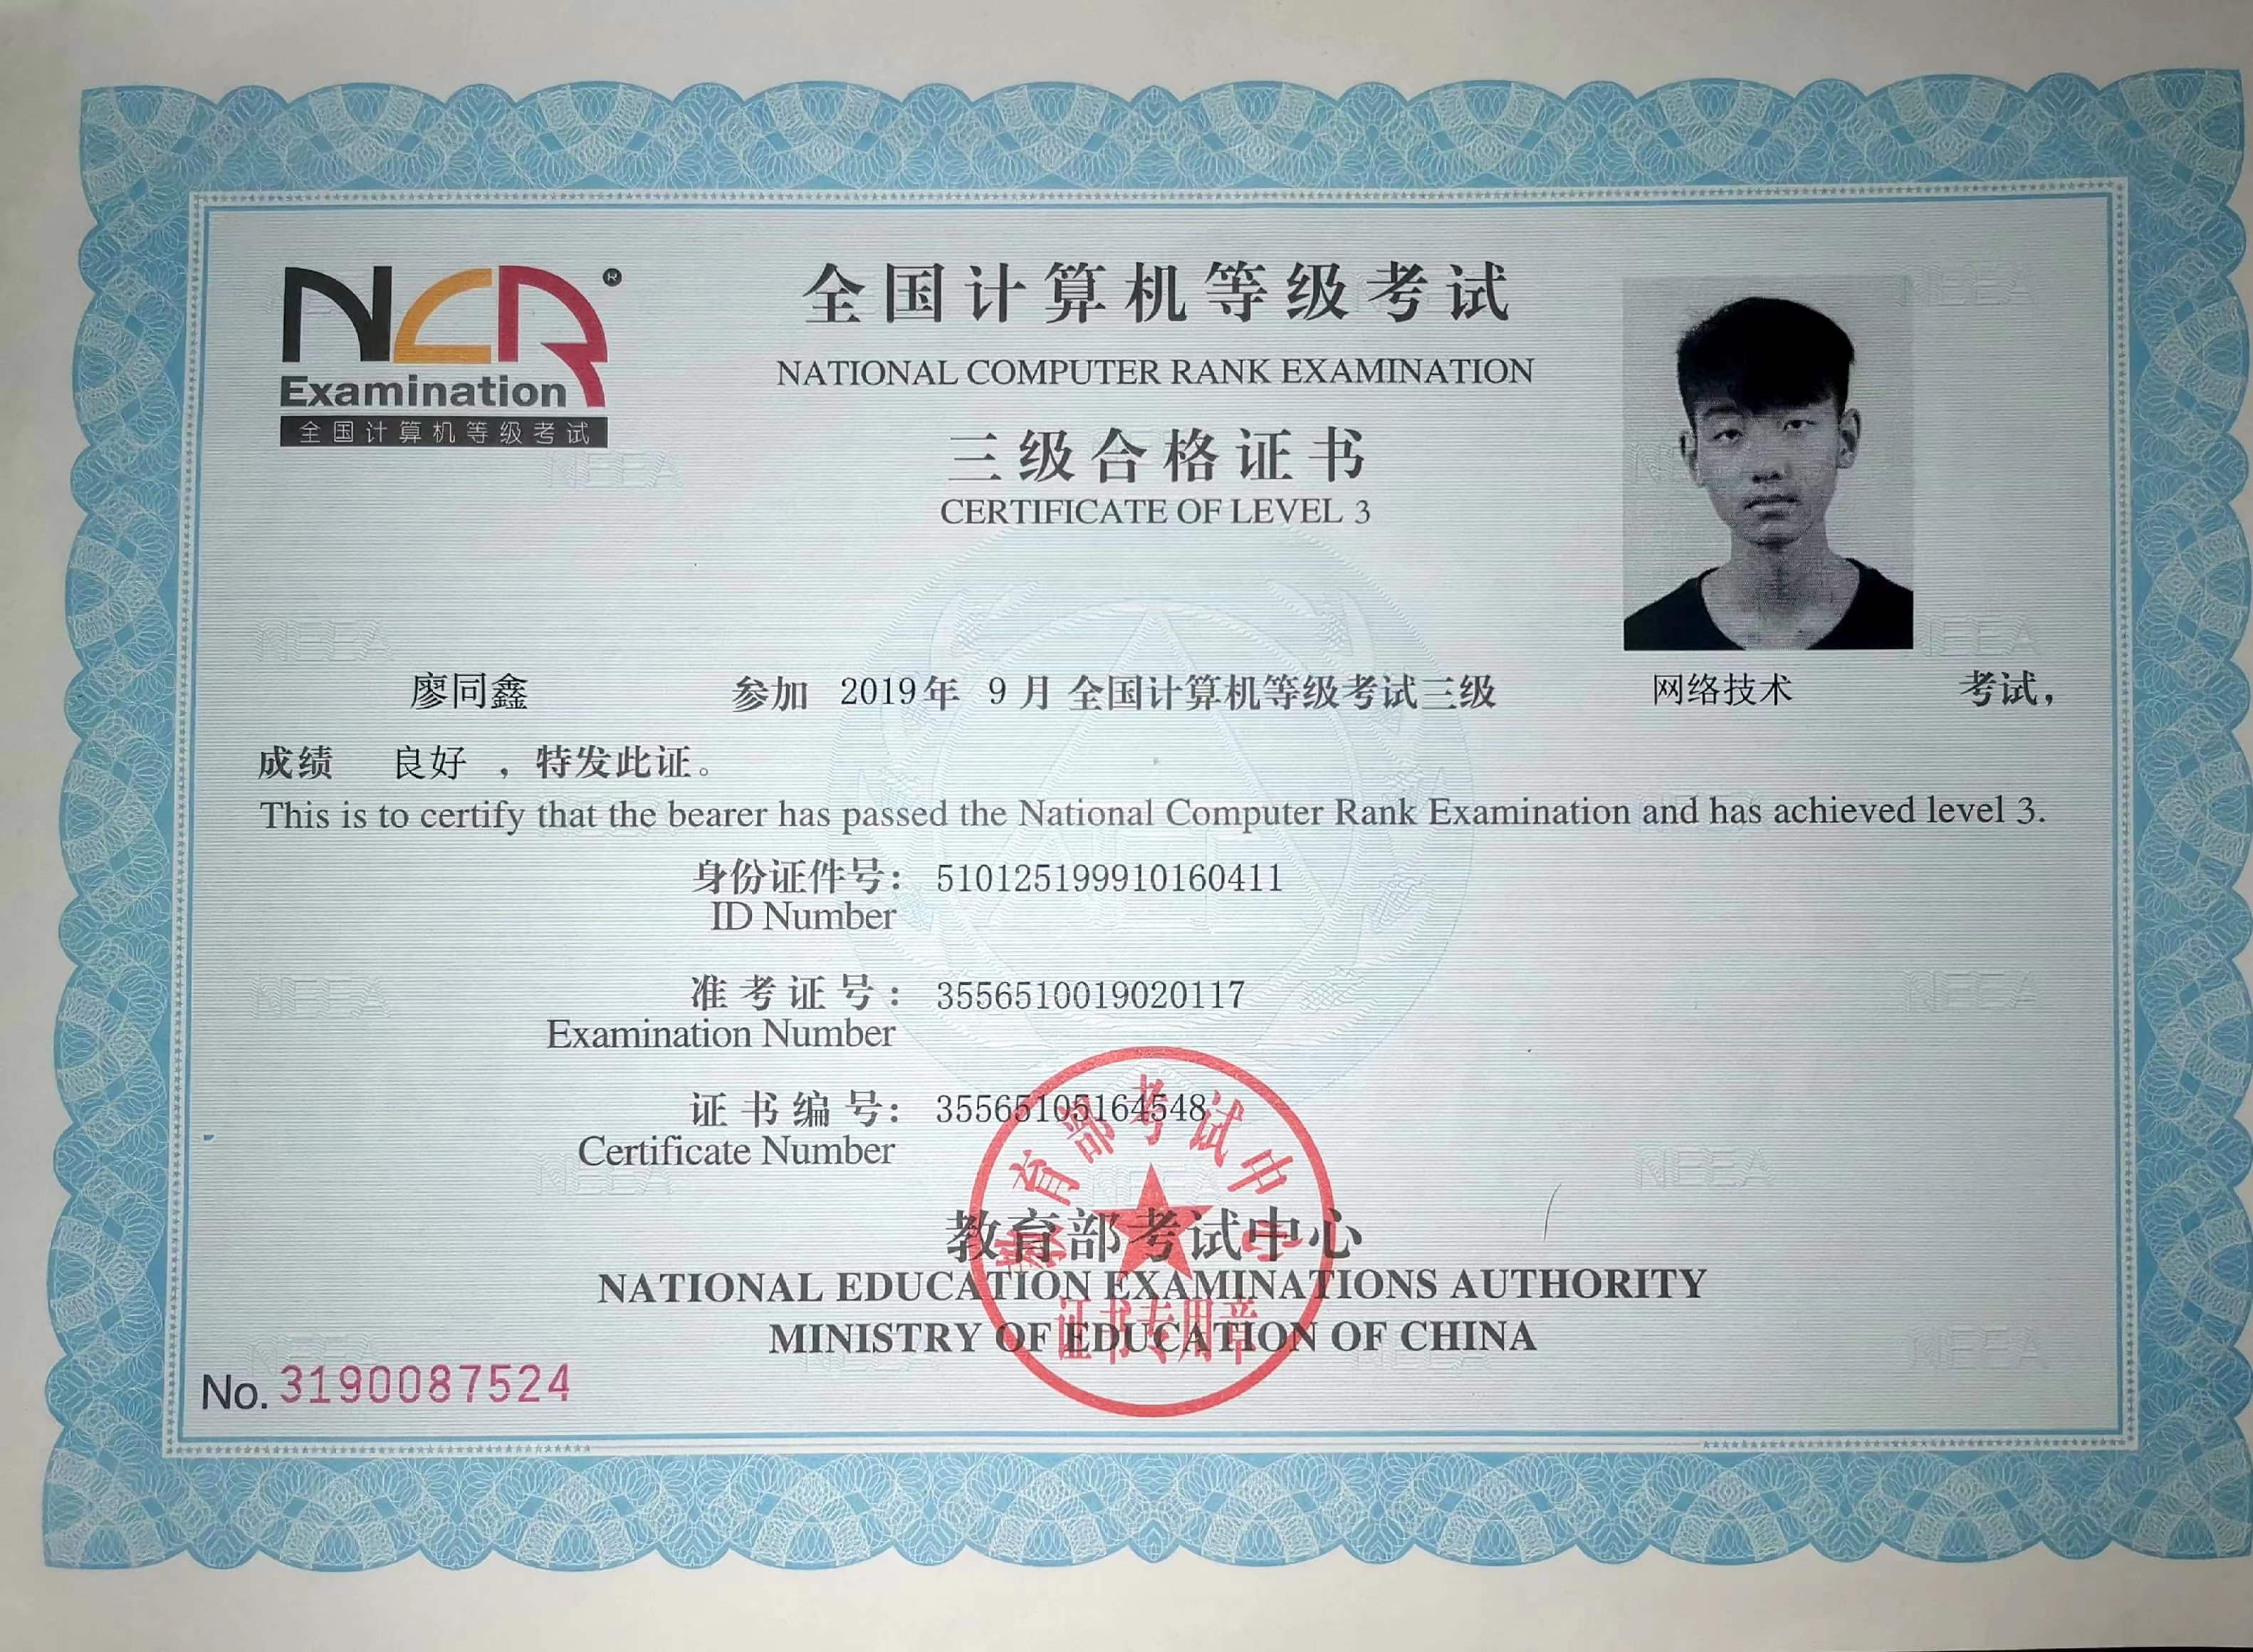 NCR®
Examination
全国计算机等级考试
全国计算机等级考试
NATIONAL COMPUTER RANK EXAMINATION
三级合格证书
CERTIFICATE OF LEVEL 3
廖同鑫 参加 2019年 9月 全国计算机等级考试三级 网络技术 考试,
成绩 良好 ，特发此证。
This is to certify that the bearer has passed the National Computer Rank Examination and has achieved level 3.
身份证件号: 510125199910160411
ID Number
准考证号: 3556510019020117
Examination Number
证书编号: 35565105164548
Certificate Number
教育部考试中心
教育部考试中心
NATIONAL EDUCATION EXAMINATIONS AUTHORITY
证书专用章
MINISTRY OF EDUCATION OF CHINA
No. 3190087524
NEEA